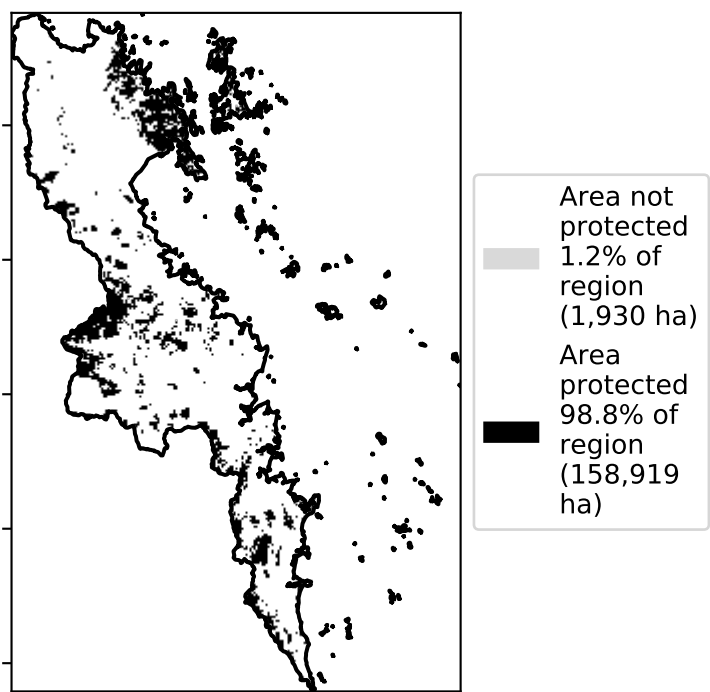 Area not
protected
1.2% of
region
(1,930 ha)
Area
protected
98.8% of
region
(158,919
ha)